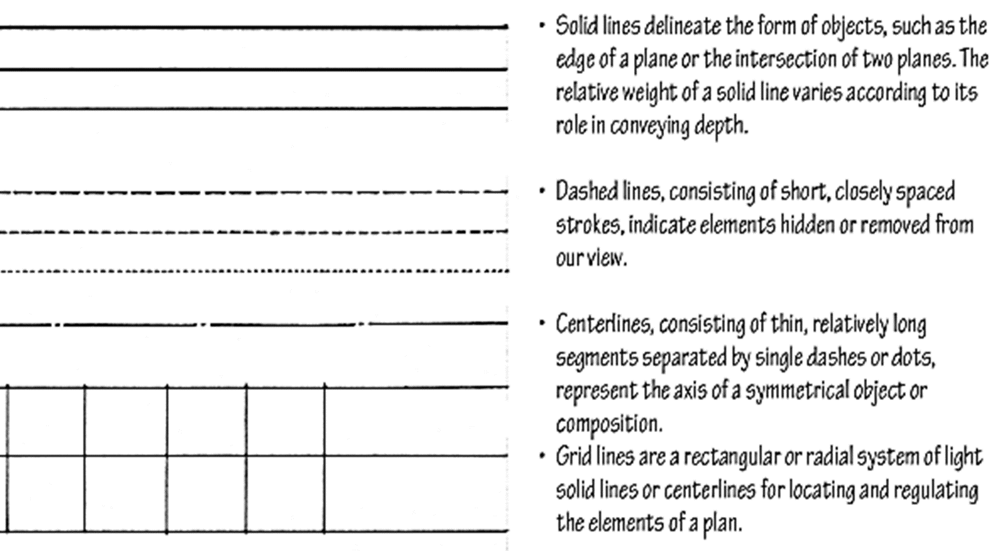 • Solid lines delineate the form of objects, such as the
edge of a plane or the intersection of two planes. The
relative weight of a solid line varies according to its
role in conveying depth.
• Dashed lines, consisting of short, closely spaced
strokes, indicate elements hidden or removed from
our view.
• Centerlines, consisting of thin, relatively long
segments separated by single dashes or dots,
represent the axis of a symmetrical object or
composition.
• Grid lines are a rectangular or radial system of light
solid lines or centerlines for locating and regulating
the elements of a plan.